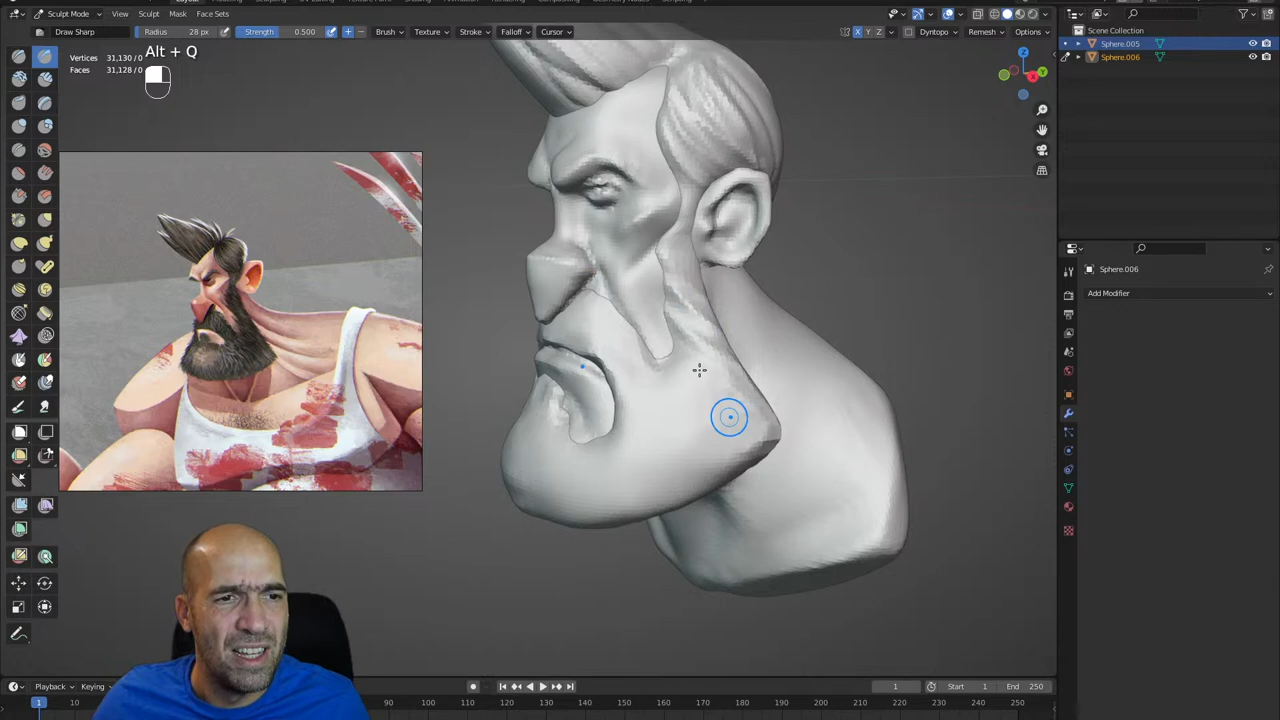 Layout
Sculpt Mode View Sculpt Mask Face Sets
Draw Sharp Radius 28 px Strength 0.500 Brush Texture Stroke Falloff Cursor X Y Z Dyntopo Remesh Options
Alt + Q
Vertices 31,130/0
Faces 31,128/0
Z
Y
X
Scene Collection
Sphere.005
Sphere.006
Sphere.006
Add Modifier
Playback Keying 1 Start 1 End 250
1 10 120 130 140 150 160 170 180 190 200 210 220 230 240 250